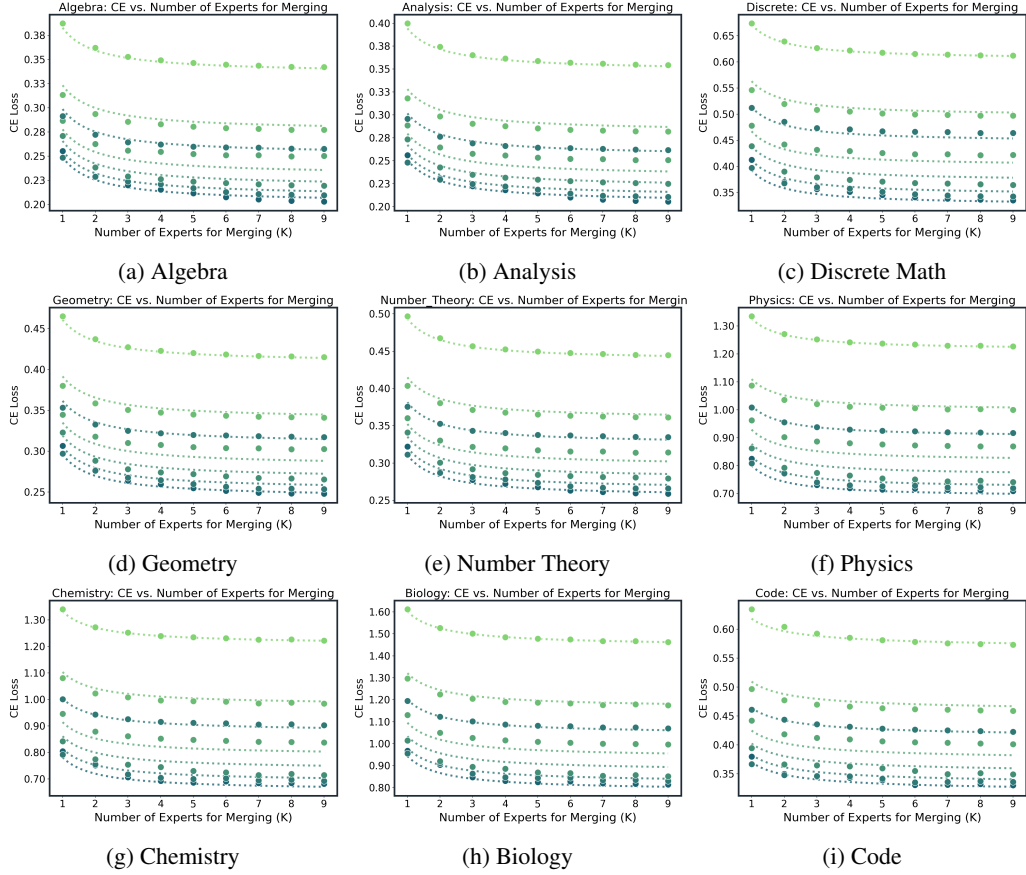 Algebra: CE vs. Number of Experts for Merging
Analysis: CE vs. Number of Experts for Merging
Discrete: CE vs. Number of Experts for Merging
CE Loss
0.38
0.35
0.33
0.30
0.28
0.25
0.23
0.20
CE Loss
0.40
0.38
0.35
0.33
0.30
0.28
0.25
0.23
0.20
CE Loss
0.65
0.60
0.55
0.50
0.45
0.40
0.35
1 2 3 4 5 6 7 8 9
1 2 3 4 5 6 7 8 9
1 2 3 4 5 6 7 8 9
Number of Experts for Merging (K)
Number of Experts for Merging (K)
Number of Experts for Merging (K)
(a) Algebra
(b) Analysis
(c) Discrete Math
Geometry: CE vs. Number of Experts for Merging
Number_Theory: CE vs. Number of Experts for Mergin
Physics: CE vs. Number of Experts for Merging
CE Loss
0.45
0.40
0.35
0.30
0.25
CE Loss
0.50
0.45
0.40
0.35
0.30
0.25
CE Loss
1.30
1.20
1.10
1.00
0.90
0.80
0.70
1 2 3 4 5 6 7 8 9
1 2 3 4 5 6 7 8 9
1 2 3 4 5 6 7 8 9
Number of Experts for Merging (K)
Number of Experts for Merging (K)
Number of Experts for Merging (K)
(d) Geometry
(e) Number Theory
(f) Physics
Chemistry: CE vs. Number of Experts for Merging
Biology: CE vs. Number of Experts for Merging
Code: CE vs. Number of Experts for Merging
CE Loss
1.30
1.20
1.10
1.00
0.90
0.80
0.70
CE Loss
1.60
1.50
1.40
1.30
1.20
1.10
1.00
0.90
0.80
CE Loss
0.60
0.55
0.50
0.45
0.40
0.35
1 2 3 4 5 6 7 8 9
1 2 3 4 5 6 7 8 9
1 2 3 4 5 6 7 8 9
Number of Experts for Merging (K)
Number of Experts for Merging (K)
Number of Experts for Merging (K)
(g) Chemistry
(h) Biology
(i) Code